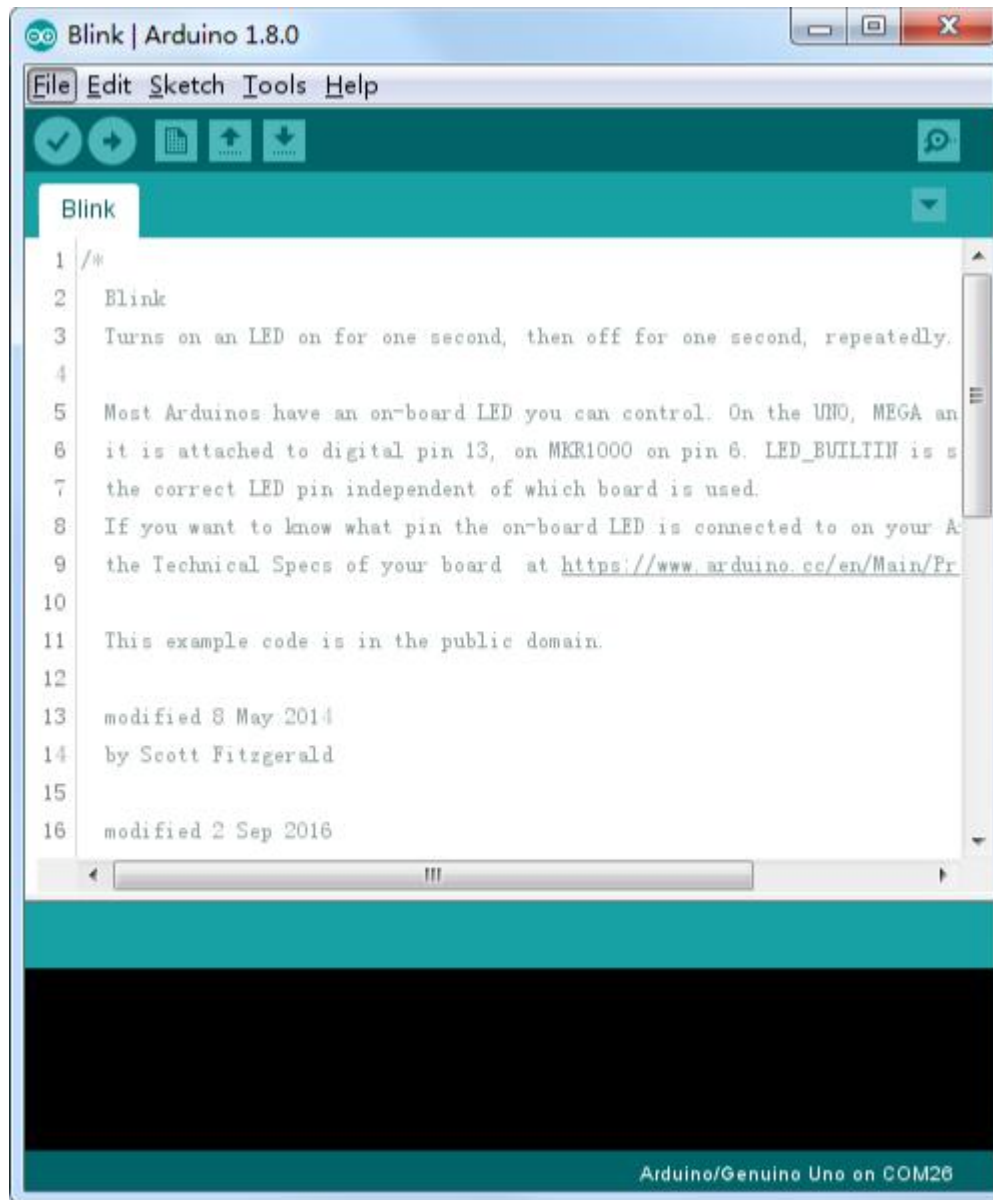 Blink | Arduino 1.8.0
File Edit Sketch Tools Help
Blink
1 /*
2 Blink
3 Turns on an LED on for one second, then off for one second, repeatedly.
4
5 Most Arduinos have an on-board LED you can control. On the UNO, MEGA an
6 it is attached to digital pin 13, on MKR1000 on pin 6. LED_BUILTIN is s
7 the correct LED pin independent of which board is used.
8 If you want to know what pin the on-board LED is connected to on your A
9 the Technical Specs of your board at https://www.arduino.cc/en/Main/Pr
10
11 This example code is in the public domain.
12
13 modified 8 May 2014
14 by Scott Fitzgerald
15
16 modified 2 Sep 2016
Arduino/Genuino Uno on COM26